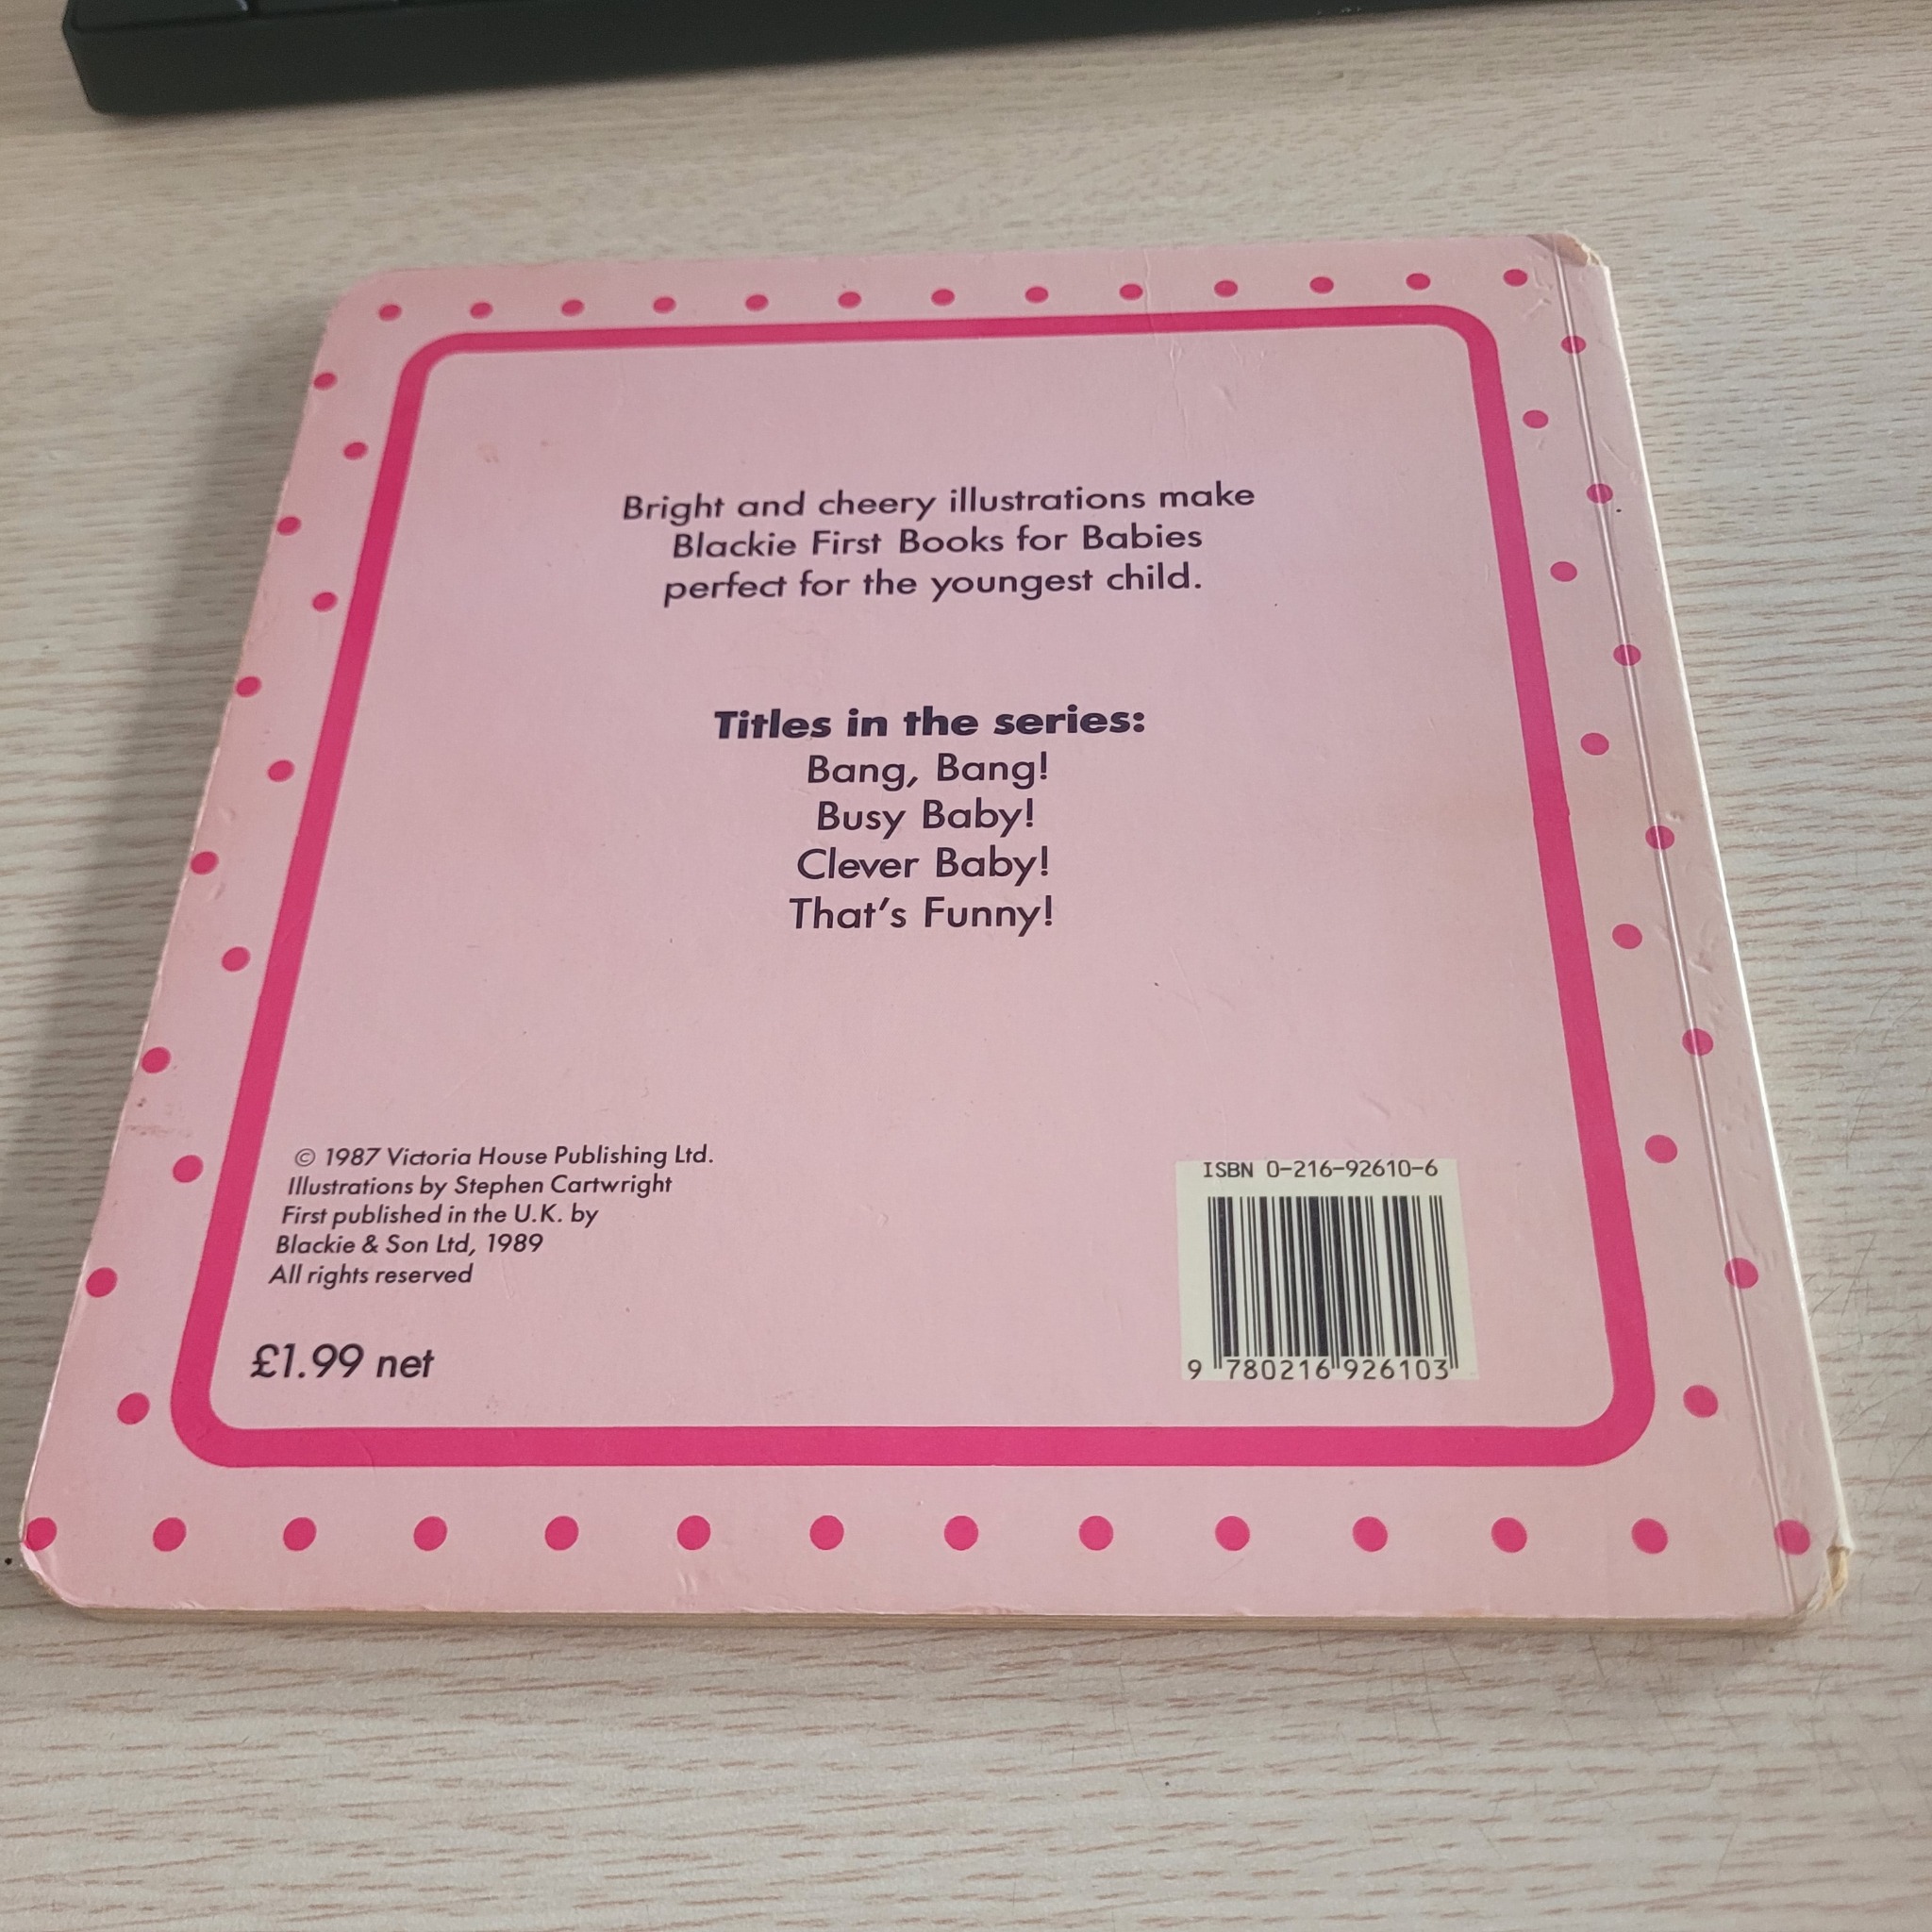 Bright and cheery illustrations make
Blackie First Books for Babies
perfect for the youngest child.
Titles in the series:
Bang, Bang!
Busy Baby!
Clever Baby!
That's Funny!
© 1987 Victoria House Publishing Ltd.
Illustrations by Stephen Cartwright
First published in the U.K. by
Blackie & Son Ltd, 1989
All rights reserved
£1.99 net
ISBN 0-216-92610-6
9 780216 926103